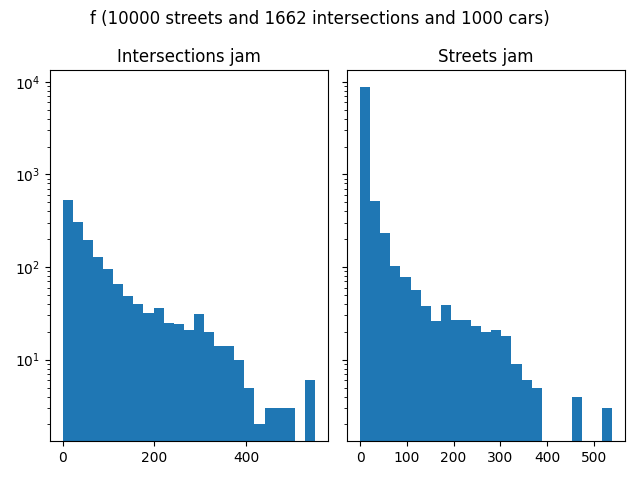 f (10000 streets and 1662 intersections and 1000 cars)
Intersections jam
Streets jam
10⁴
10³
10²
10¹
0 200 400
0 100 200 300 400 500